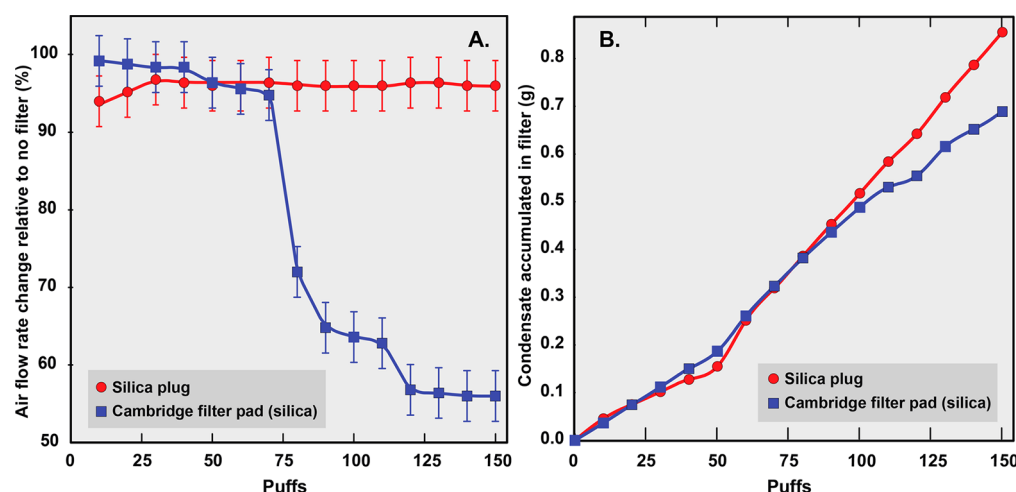 A.
Air flow rate change relative to no filter (%)
100
90
80
70
60
50
Silica plug
Cambridge filter pad (silica)
0
25
50
75
100
125
150
Puffs
B.
Condensate accumulated in filter (g)
0.8
0.7
0.6
0.5
0.4
0.3
0.2
0.1
0.0
Silica plug
Cambridge filter pad (silica)
0
25
50
75
100
125
150
Puffs